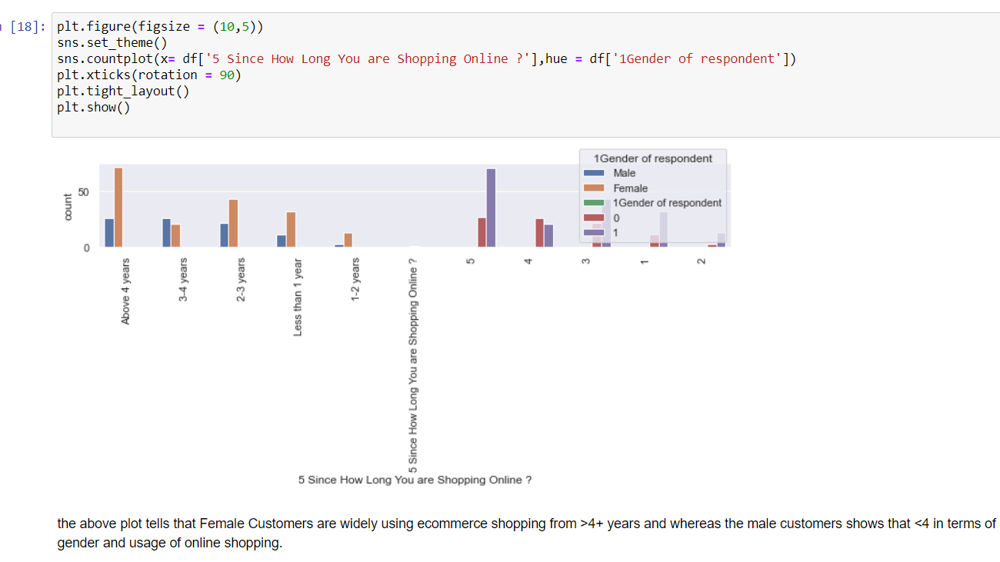 [18]:
plt.figure(figsize = (10,5))
sns.set_theme()
sns.countplot(x= df['5 Since How Long You are Shopping Online ?'],hue = df['1Gender of respondent'])
plt.xticks(rotation = 90)
plt.tight_layout()
plt.show()
1Gender of respondent
Male
Female
1Gender of respondent
0
1
count
50
0
Above 4 years
3-4 years
2-3 years
Less than 1 year
1-2 years
5 Since How Long You are Shopping Online ?
5
4
3
1
2
5 Since How Long You are Shopping Online ?
the above plot tells that Female Customers are widely using ecommerce shopping from >4+ years and whereas the male customers shows that <4 in terms of
gender and usage of online shopping.